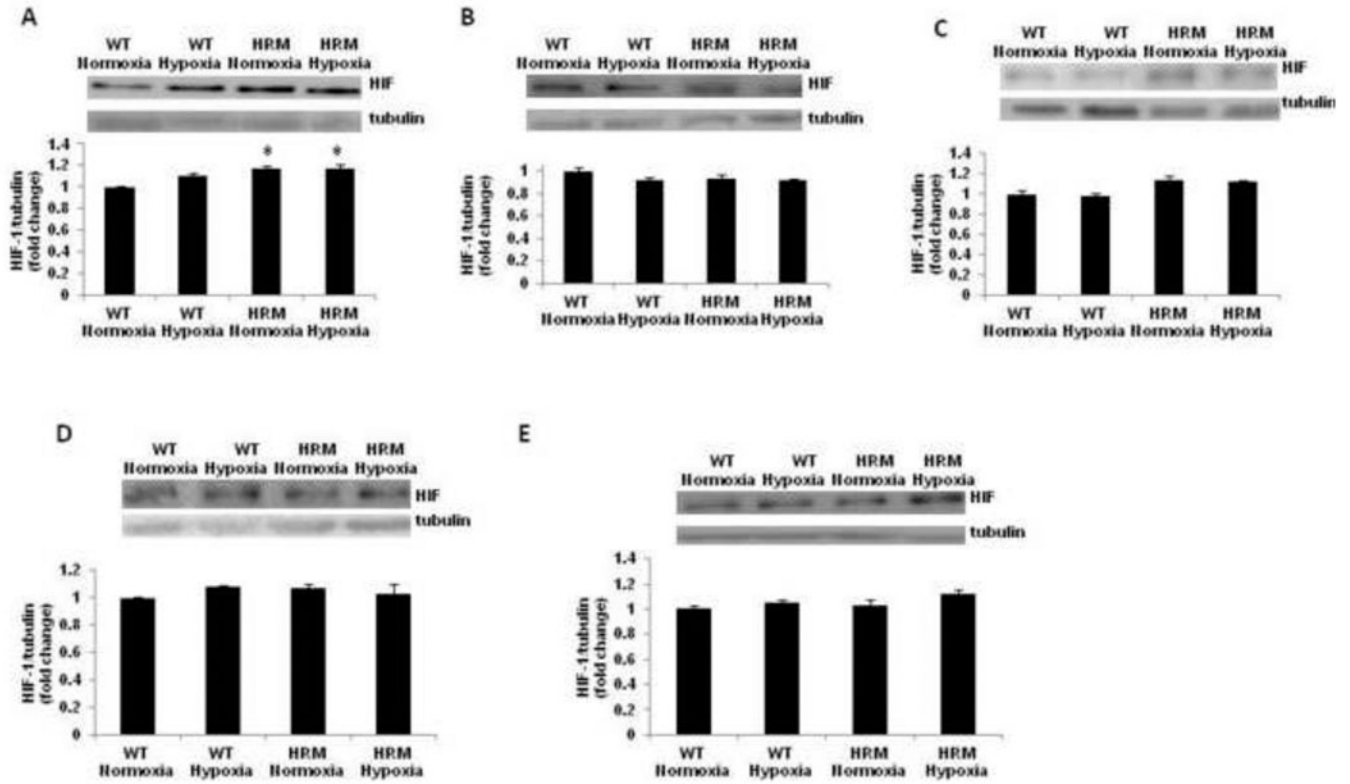 A
WT WT HRM HRM
Normoxia Hypoxia Normoxia Hypoxia
HIF
tubulin
HIF-1/tubulin
(fold change)
1.4
1.2
1
0.8
0.6
0.4
0.2
0
* *
WT WT HRM HRM
Normoxia Hypoxia Normoxia Hypoxia
B
WT WT HRM HRM
Normoxia Hypoxia Normoxia Hypoxia
HIF
tubulin
HIF-1/tubulin
(fold change)
1
0.8
0.6
0.4
0.2
0
WT WT HRM HRM
Normoxia Hypoxia Normoxia Hypoxia
C
WT WT HRM HRM
Normoxia Hypoxia Normoxia Hypoxia
HIF
tubulin
HIF-1/tubulin
(fold change)
1.4
1.2
1
0.8
0.6
0.4
0.2
0
WT WT HRM HRM
Normoxia Hypoxia Normoxia Hypoxia
D
WT WT HRM HRM
Normoxia Hypoxia Normoxia Hypoxia
HIF
tubulin
HIF-1/tubulin
(fold change)
1.2
1
0.8
0.6
0.4
0.2
0
WT WT HRM HRM
Normoxia Hypoxia Normoxia Hypoxia
E
WT WT HRM HRM
Normoxia Hypoxia Normoxia Hypoxia
HIF
tubulin
HIF-1/tubulin
(fold change)
1.4
1.2
1
0.8
0.6
0.4
0.2
0
WT WT HRM HRM
Normoxia Hypoxia Normoxia Hypoxia